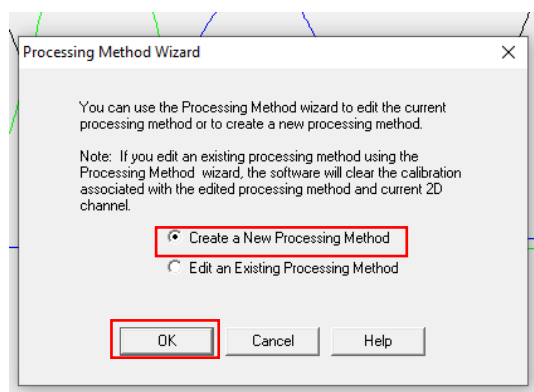 Processing Method Wizard
You can use the Processing Method wizard to edit the current
processing method or to create a new processing method.
Note: If you edit an existing processing method using the
Processing Method wizard, the software will clear the calibration
associated with the edited processing method and current 2D
channel.
Create a New Processing Method
Edit an Existing Processing Method
OK Cancel Help